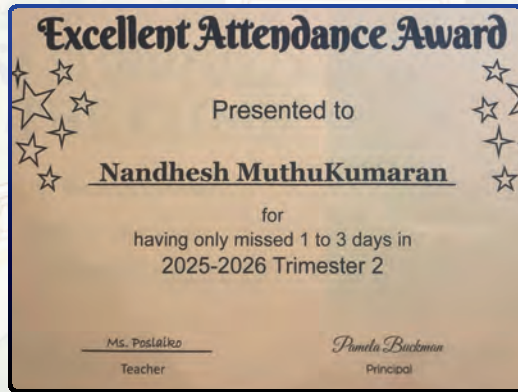 Excellent Attendance Award
Presented to
Nandhesh MuthuKumaran
for
having only missed 1 to 3 days in
2025-2026 Trimester 2
Ms. Poslaiko
Pamela Buckman
Teacher
Principal